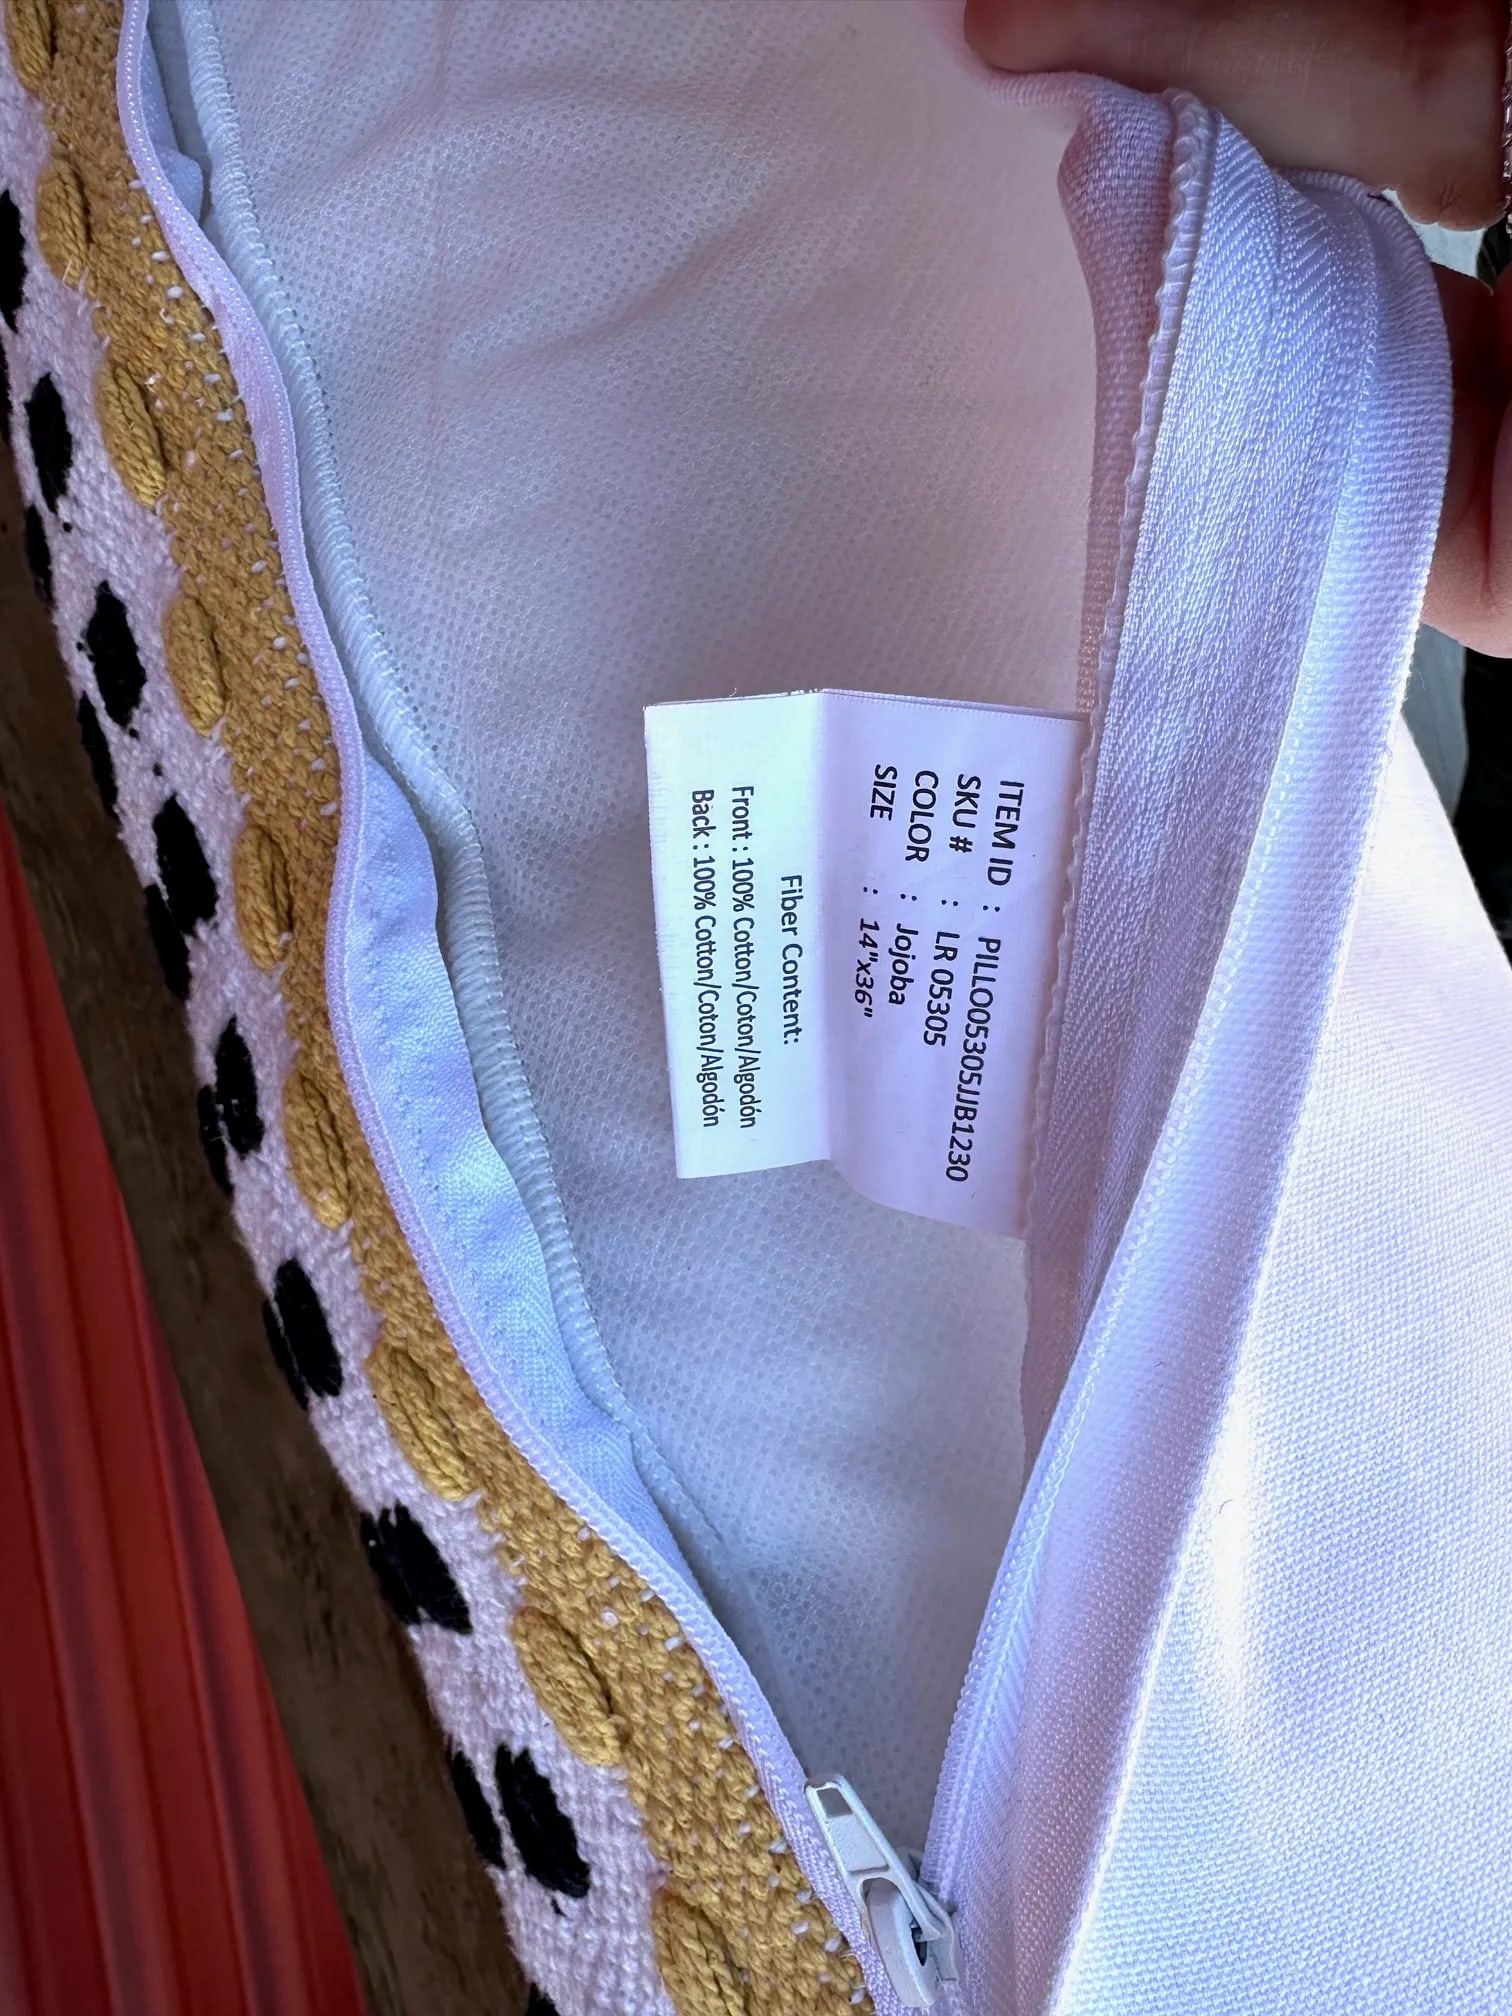 ITEM ID : PILLO05305JJB1230
SKU # : LR 05305
COLOR : Jojoba
SIZE : 14"x36"
Fiber Content:
Front : 100% Cotton/Coton/Algodón
Back : 100% Cotton/Coton/Algodón